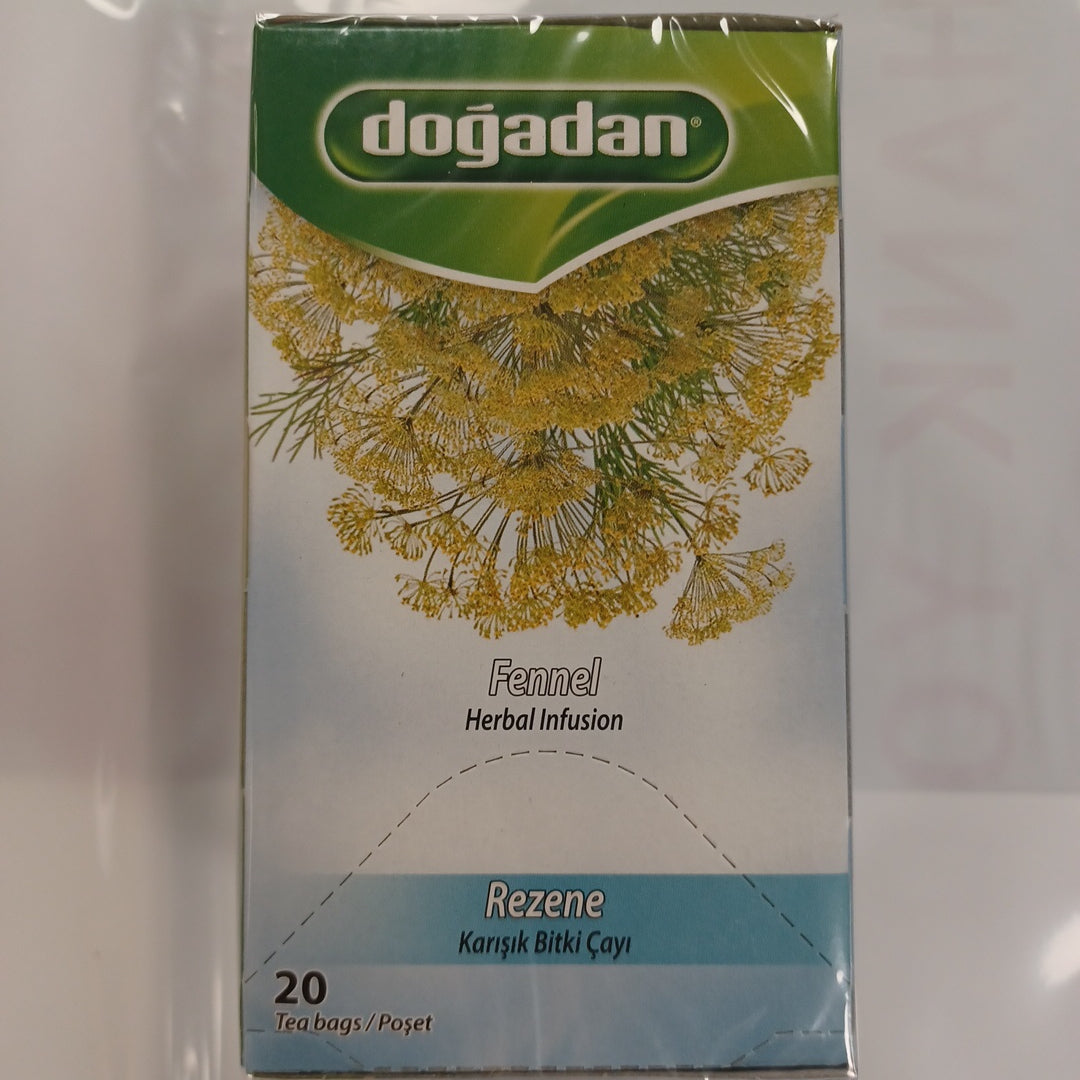 doğadan®
Fennel
Herbal Infusion
Rezene
Karışık Bitki Çayı
20
Tea bags / Poşet